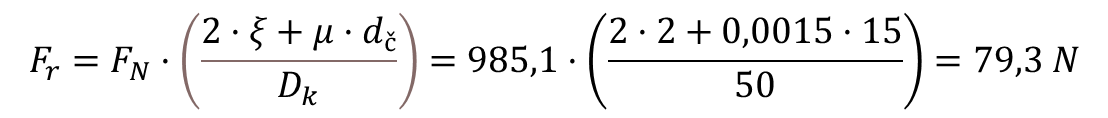 F_r = F_N · (2 · ξ + μ · d_č / D_k) = 985,1 · (2 · 2 + 0,0015 · 15 / 50) = 79,3 N